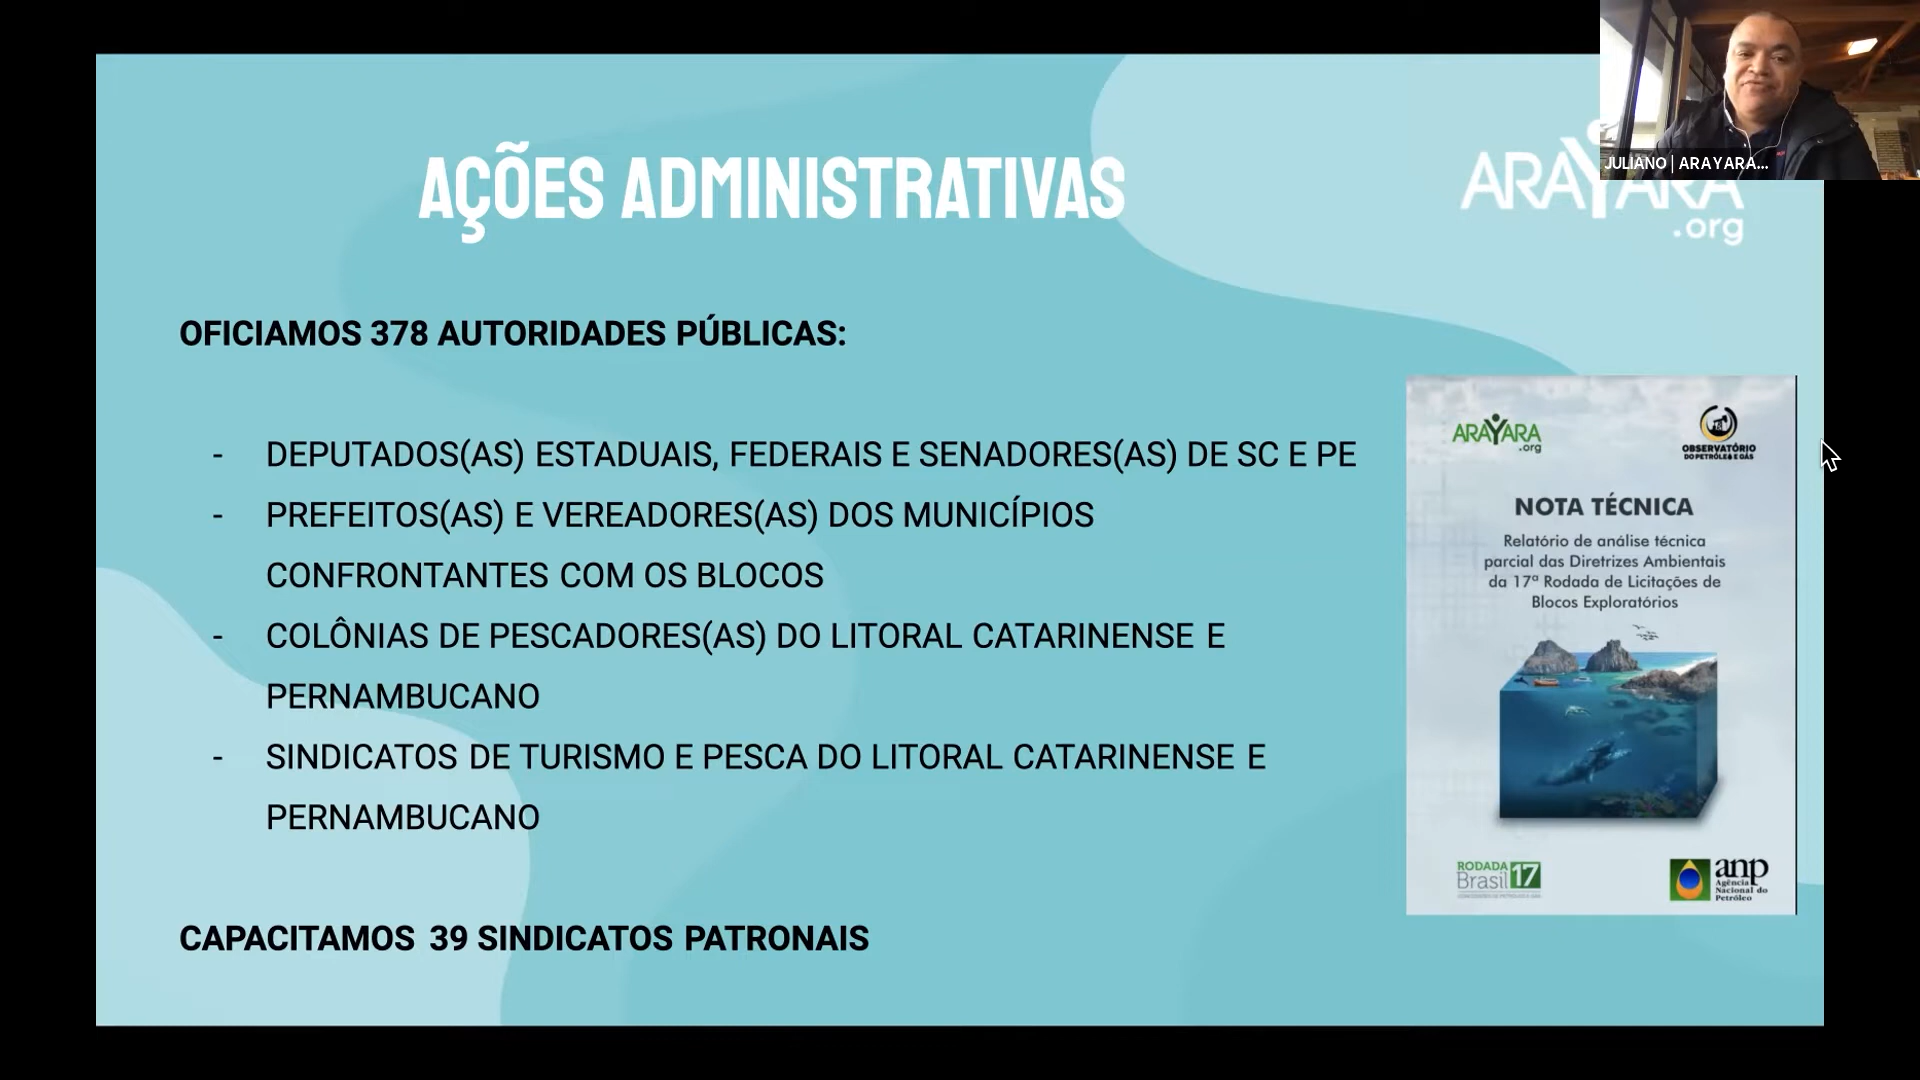 JULIANO | ARAYARA...
AÇÕES ADMINISTRATIVAS
ARAYARA
.org
OFICIAMOS 378 AUTORIDADES PÚBLICAS:
- DEPUTADOS(AS) ESTADUAIS, FEDERAIS E SENADORES(AS) DE SC E PE
- PREFEITOS(AS) E VEREADORES(AS) DOS MUNICÍPIOS
CONFRONTANTES COM OS BLOCOS
- COLÔNIAS DE PESCADORES(AS) DO LITORAL CATARINENSE E
PERNAMBUCANO
- SINDICATOS DE TURISMO E PESCA DO LITORAL CATARINENSE E
PERNAMBUCANO
CAPACITAMOS 39 SINDICATOS PATRONAIS
ARAYARA
.org
OBSERVATÓRIO
DO PETRÓLEO E GÁS
NOTA TÉCNICA
Relatório de análise técnica
parcial das Diretrizes Ambientais
da 17ª Rodada de Licitações de
Blocos Exploratórios
RODADA
Brasil 17
anp
Agência
Nacional do
Petróleo